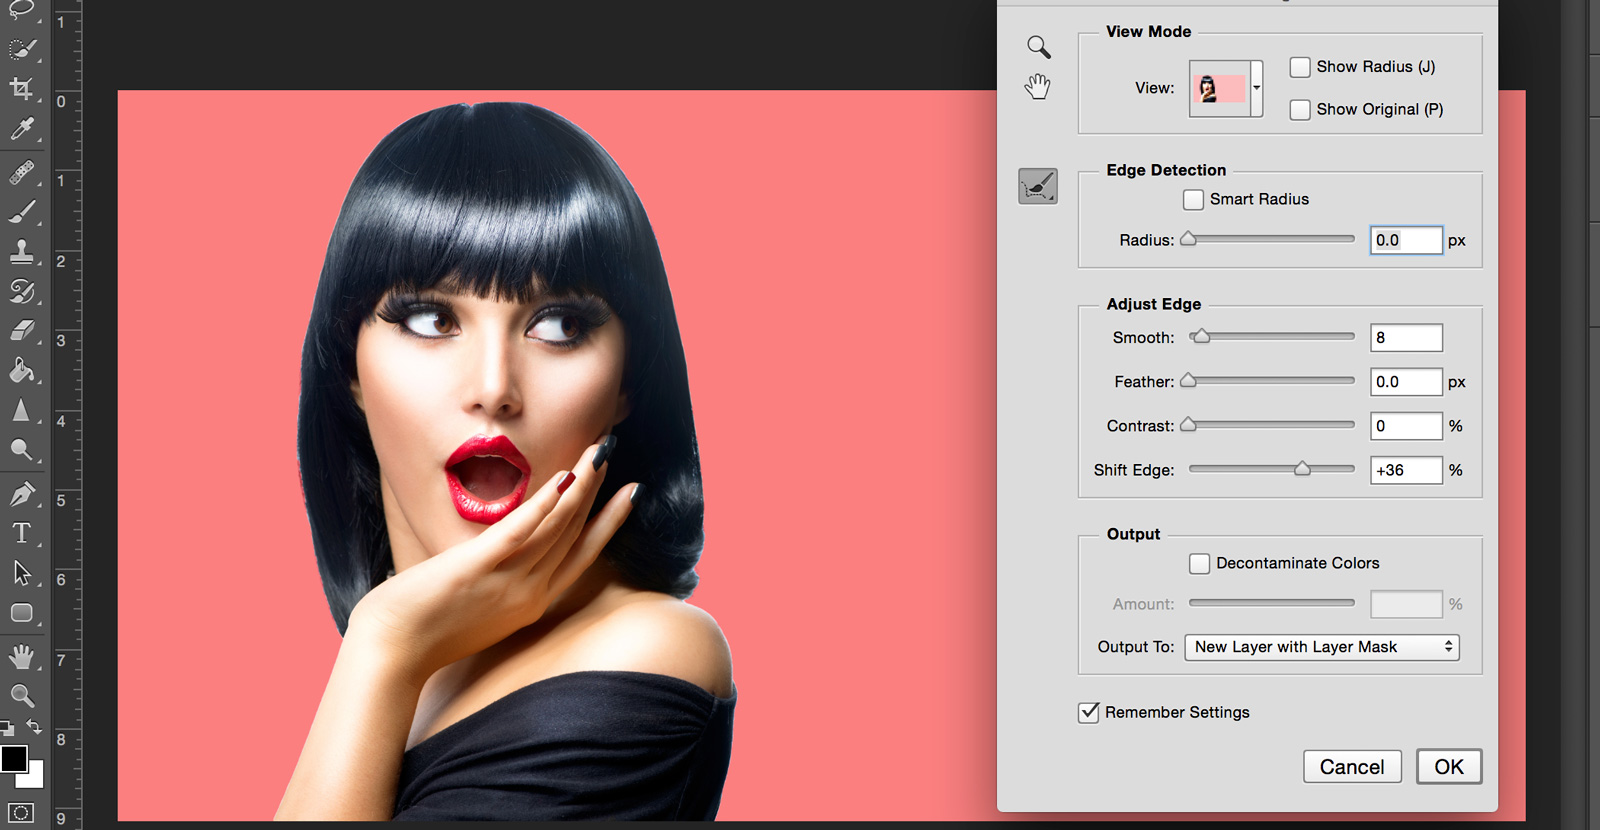 1
0
1
2
3
4
5
6
7
8
9
T
View Mode
View:
Show Radius (J)
Show Original (P)
Edge Detection
Smart Radius
Radius: 0.0 px
Adjust Edge
Smooth: 8
Feather: 0.0 px
Contrast: 0 %
Shift Edge: +36 %
Output
Decontaminate Colors
Amount: %
Output To: New Layer with Layer Mask
Remember Settings
Cancel OK